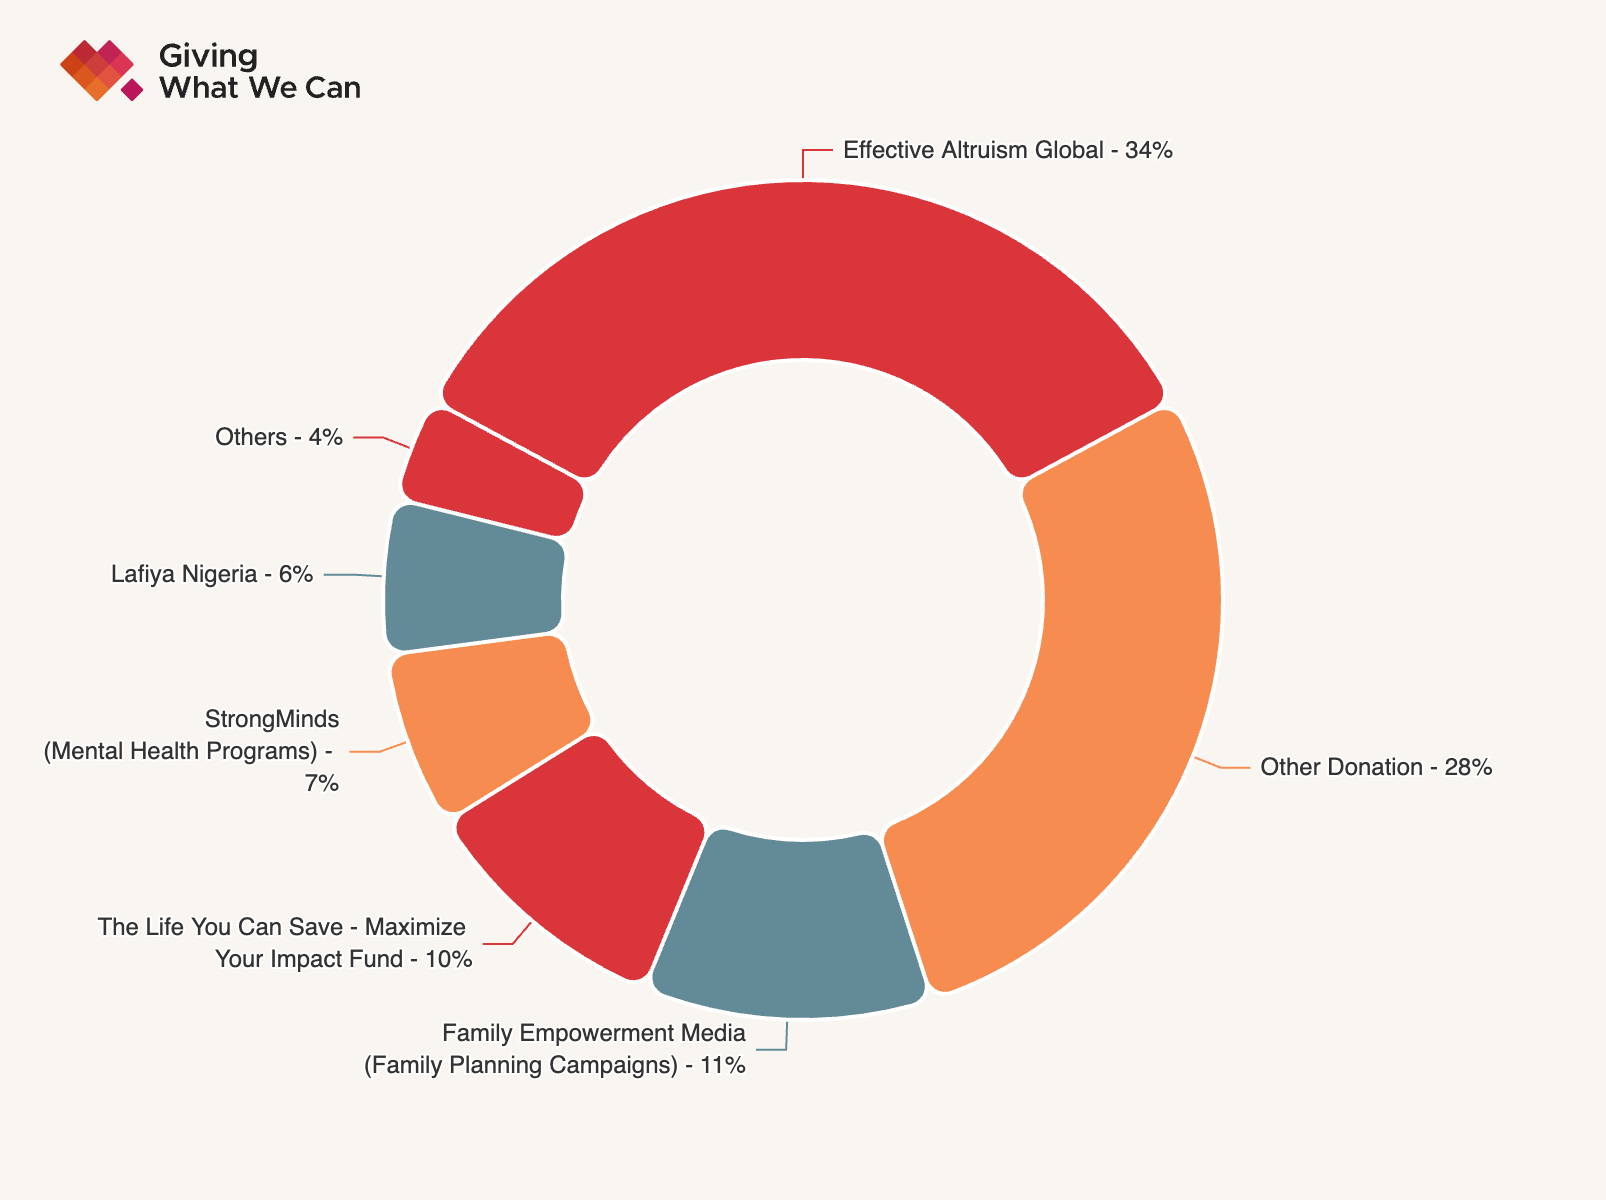 Giving
What We Can
Effective Altruism Global - 34%
Others - 4%
Lafiya Nigeria - 6%
StrongMinds
(Mental Health Programs) -
7%
Other Donation - 28%
The Life You Can Save - Maximize
Your Impact Fund - 10%
Family Empowerment Media
(Family Planning Campaigns) - 11%